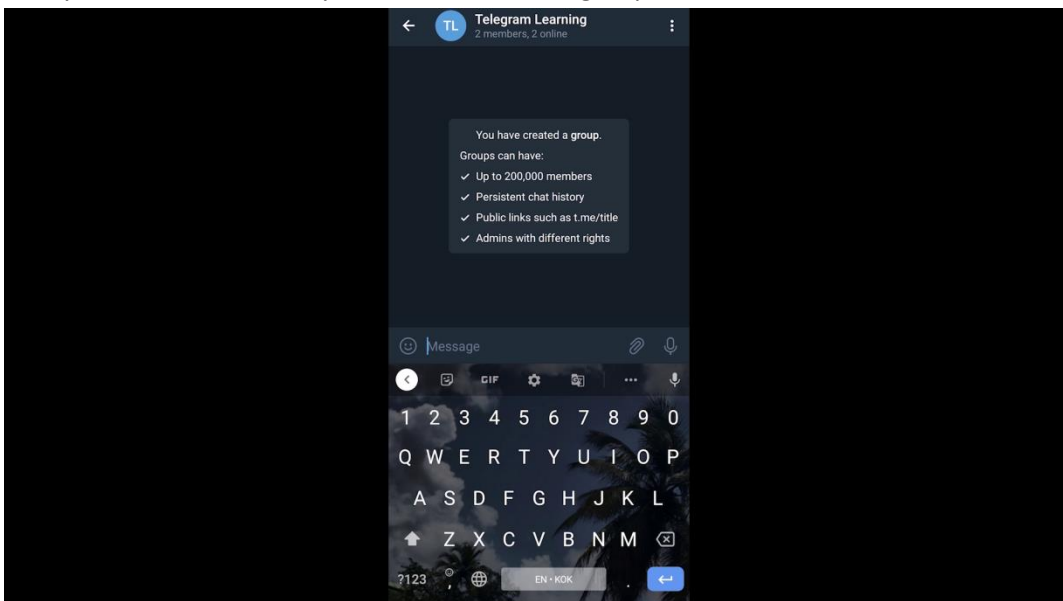 TL
Telegram Learning
2 members, 2 online
You have created a group.
Groups can have:
Up to 200,000 members
Persistent chat history
Public links such as t.me/title
Admins with different rights
Message
GIF
1 2 3 4 5 6 7 8 9 0
Q W E R T Y U I O P
A S D F G H J K L
Z X C V B N M
?123 , EN • KOK .